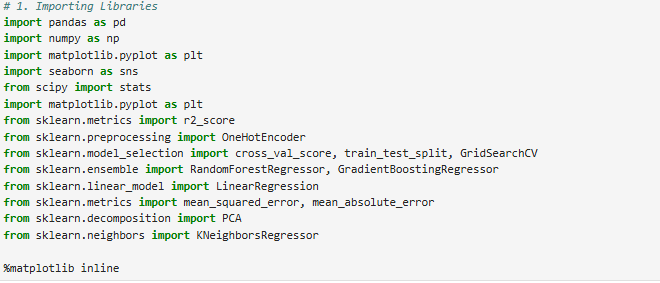 # 1. Importing Libraries
import pandas as pd
import numpy as np
import matplotlib.pyplot as plt
import seaborn as sns
from scipy import stats
import matplotlib.pyplot as plt
from sklearn.metrics import r2_score
from sklearn.preprocessing import OneHotEncoder
from sklearn.model_selection import cross_val_score, train_test_split, GridSearchCV
from sklearn.ensemble import RandomForestRegressor, GradientBoostingRegressor
from sklearn.linear_model import LinearRegression
from sklearn.metrics import mean_squared_error, mean_absolute_error
from sklearn.decomposition import PCA
from sklearn.neighbors import KNeighborsRegressor
%matplotlib inline